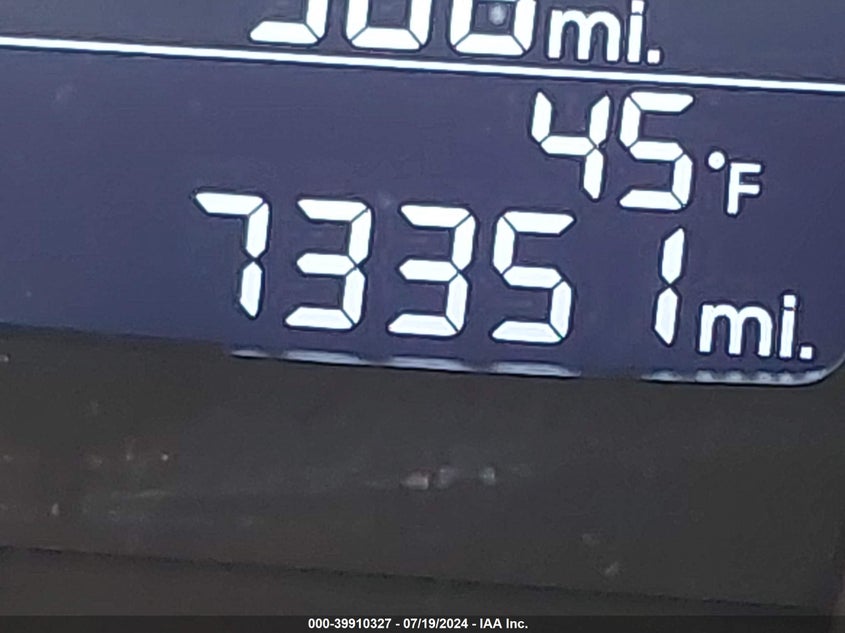 mi.
45°F
73351 mi.
000-39910327 - 07/19/2024 - IAA Inc.